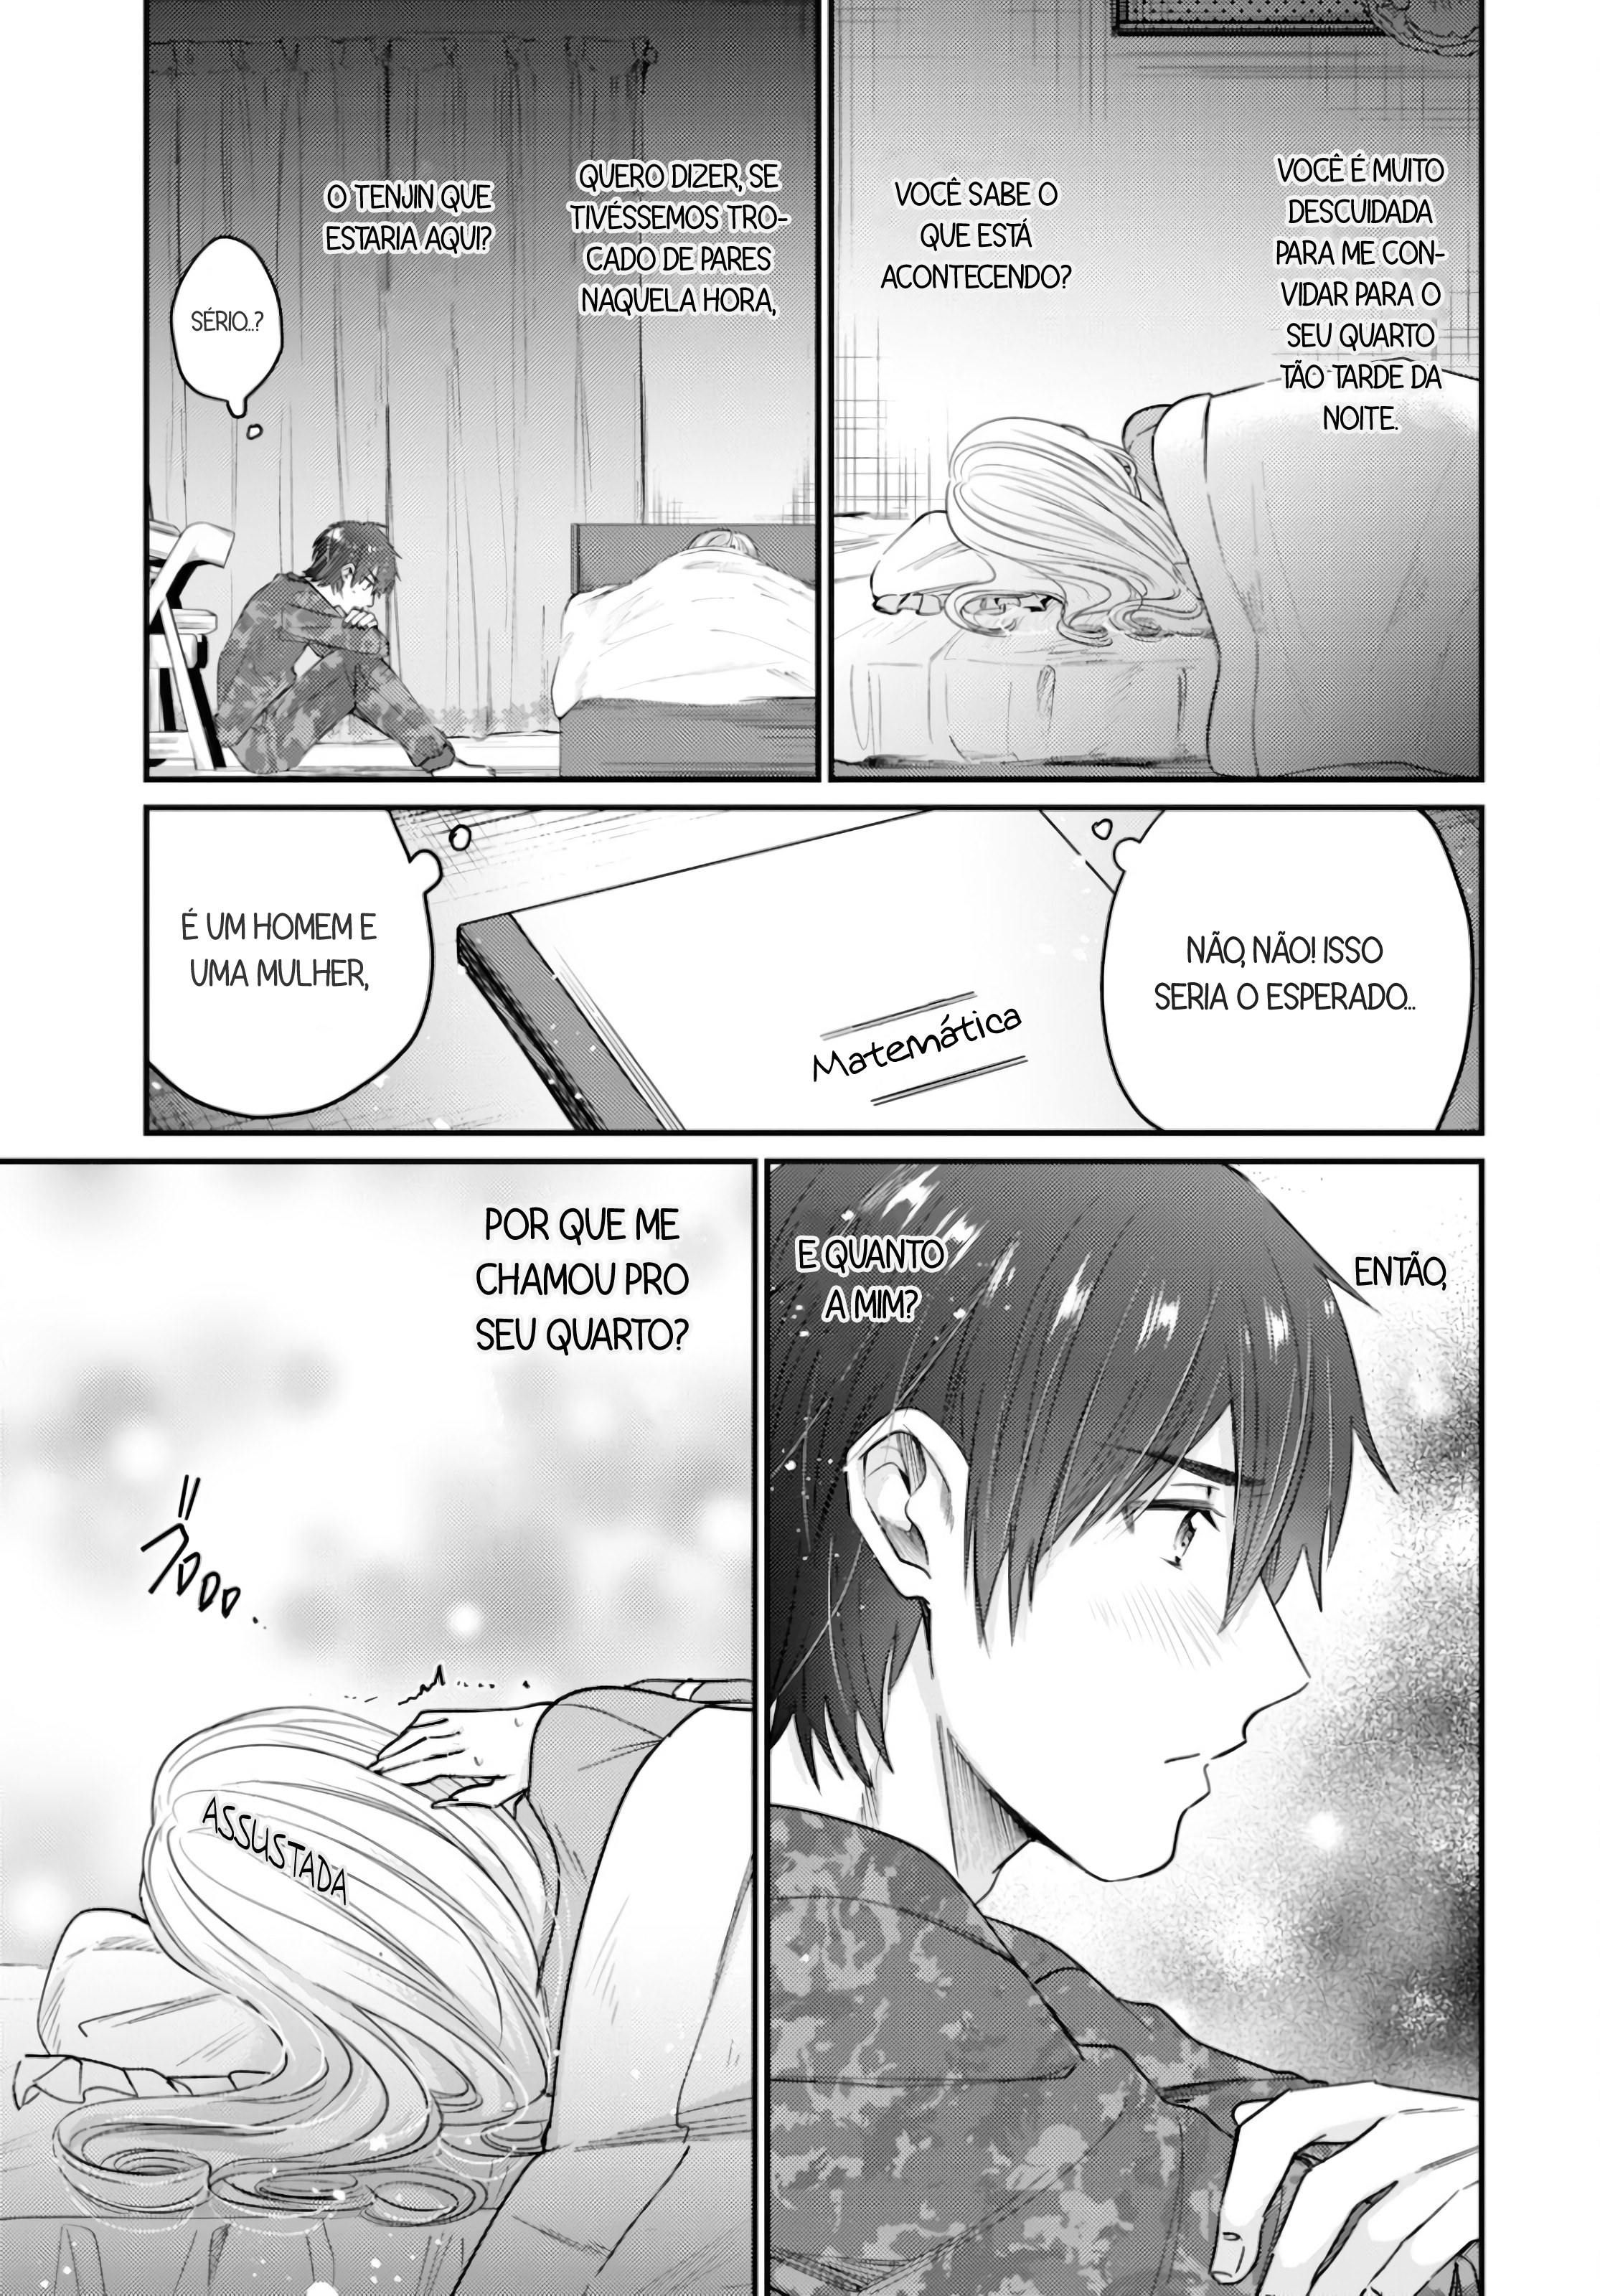 VOCÊ É MUITO
DESCUIDADA
PARA ME CON-
VIDAR PARA O
SEU QUARTO
TÃO TARDE DA
NOITE.
VOCÊ SABE O
QUE ESTÁ
ACONTECENDO?
QUERO DIZER, SE
TIVÉSSEMOS TRO-
CADO DE PARES
NAQUELA HORA,
O TENJIN QUE
ESTARIA AQUI?
SÉRIO..?
NÃO, NÃO! ISSO
SERIA O ESPERADO...
Matemática
É UM HOMEM E
UMA MULHER,
ENTÃO,
E QUANTO
A MIM?
POR QUE ME
CHAMOU PRO
SEU QUARTO?
ASSUSTADA